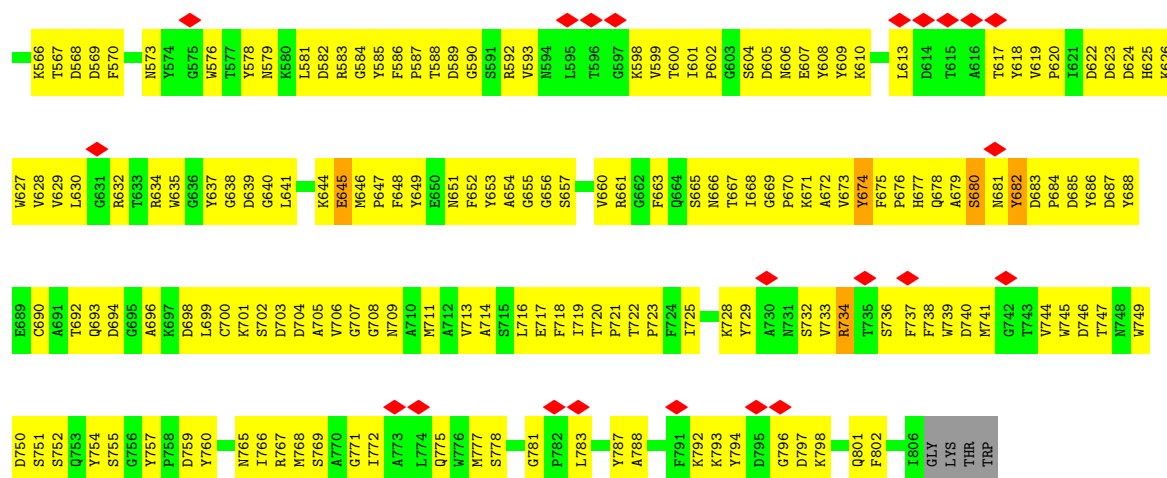 K566 T567 D568 D569 F570 N573 Y574 G575 W576 T577 Y578 N579 K580 L581 D582 R583 G584 Y585 F586 P587 T588 D589 G590 S591 R592 V593 N594 L595 T596 G597 K598 V599 T600 I601 P602 G603 S604 D605 N606 E607 Y608 Y609 K610 L613 D614 T615 A616 T617 Y618 V619 P620 I621 D622 D623 D624 H625 K626
W627 V628 V629 L630 G631 R632 T633 R634 W635 G636 Y637 G638 D639 G640 L641 K644 E645 M646 P647 F648 Y649 E650 N651 F652 Y653 A654 G655 G656 S657 V660 R661 G662 F663 Q664 S665 N666 T667 I668 G669 P670 K671 A672 V673 Y674 F675 P676 H677 Q678 A679 S680 N681 Y682 D683 P684 D685 Y686 D687 Y688
E689 C690 A691 T692 Q693 D694 G695 A696 K697 D698 L699 C700 K701 S702 D703 D704 A705 V706 G707 G708 N709 A710 M711 A712 V713 A714 S715 L716 E717 F718 I719 T720 P721 T722 P723 F724 I725 K728 Y729 A730 N731 S732 V733 R734 T735 S736 F737 F738 W739 D740 M741 G742 T743 V744 W745 D746 T747 N748 W749
D750 S751 S752 Q753 Y754 S755 G756 Y757 P758 D759 Y760 N765 I766 R767 M768 S769 A770 G771 I772 A773 L774 Q775 W776 M777 S778 G781 P782 L783 Y787 A788 F791 K792 K793 Y794 D795 G796 D797 K798 Q801 F802 I806 GLY LYS THR TRP